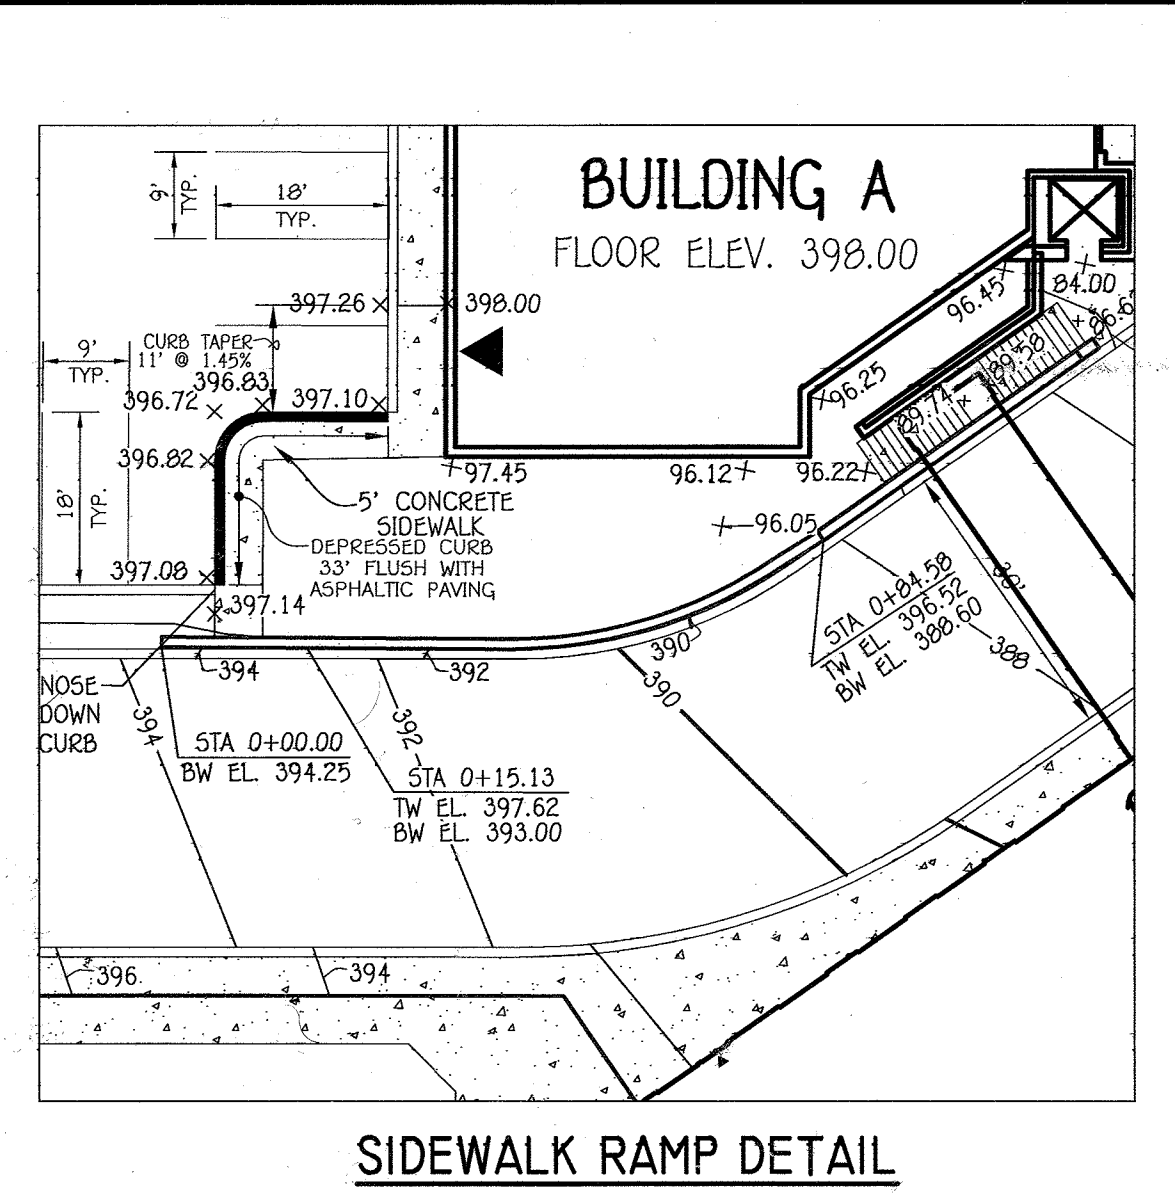 BUILDING A
FLOOR ELEV. 398.00
9'
TYP.
18'
TYP.
397.26
398.00
96.45
84.00
CURB TAPER
11' @ 1.45%
9'
TYP.
396.83
396.72
397.10
96.25
89.58
89.74
396.82
97.45
96.12
96.22
18'
TYP.
5' CONCRETE
SIDEWALK
96.05
DEPRESSED CURB
33' FLUSH WITH
ASPHALTIC PAVING
397.08
397.14
38'
STA 0+84.58
TW EL. 396.52
BW EL. 388.60
390
388
394
392
390
NOSE
DOWN
CURB
394
392
STA 0+00.00
BW EL. 394.25
STA 0+15.13
TW EL. 397.62
BW EL. 393.00
396
394
SIDEWALK RAMP DETAIL